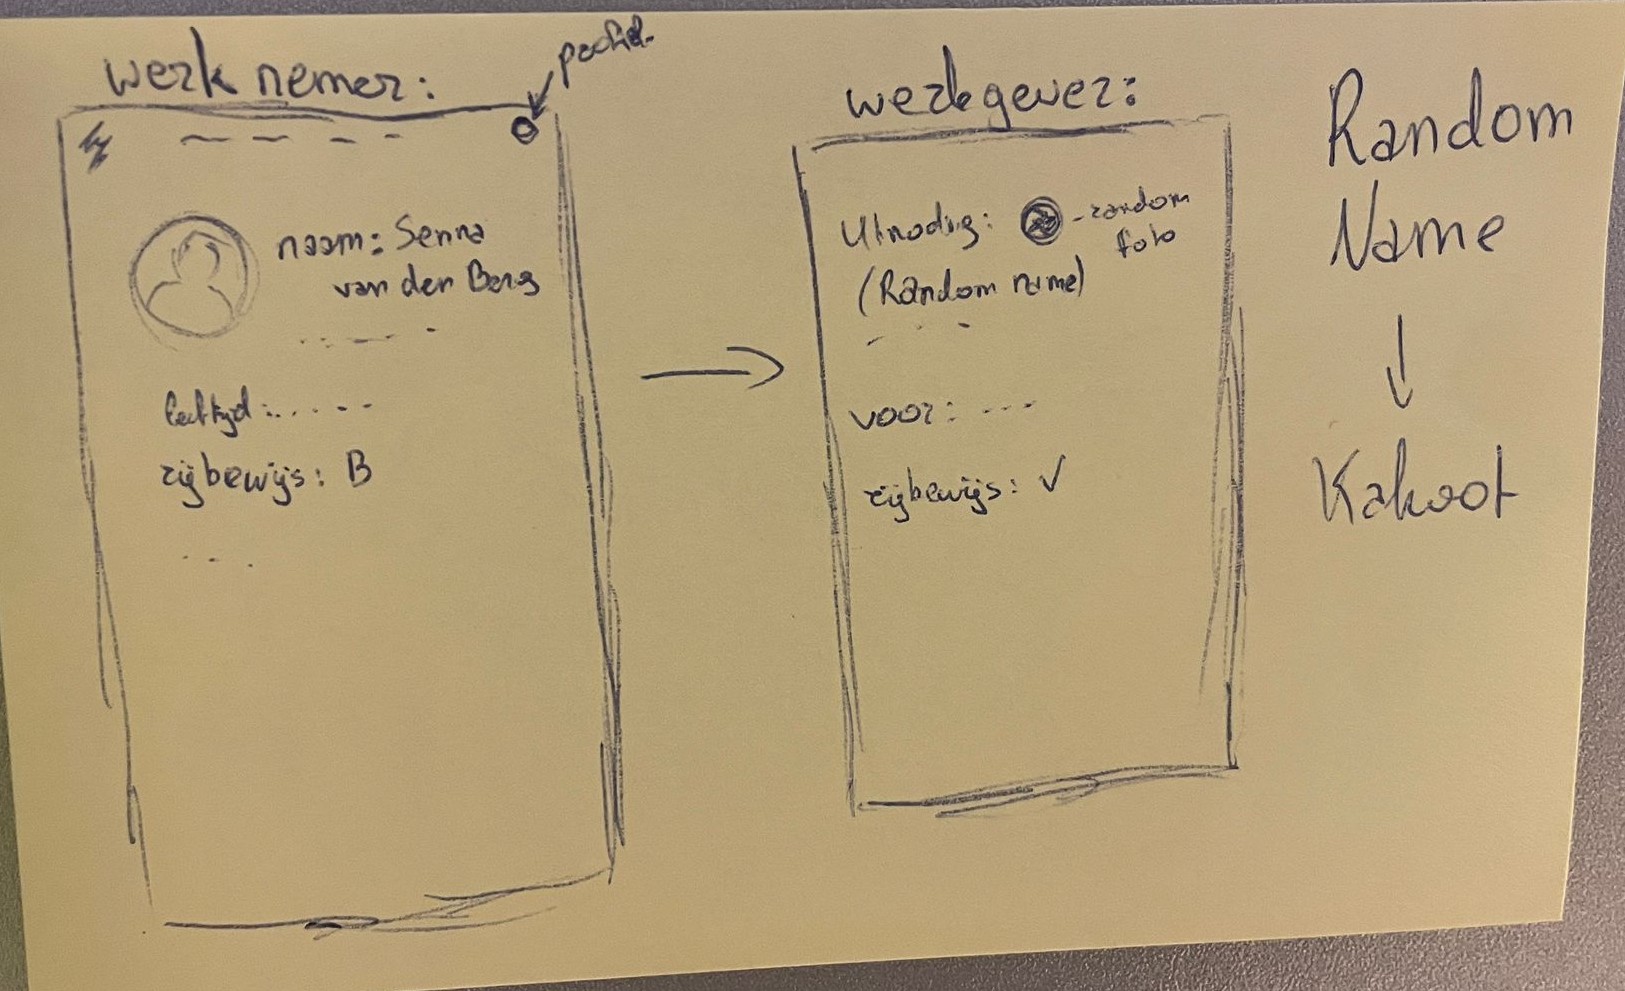 werknemer:
profiel
naam: Senna
van den Berg
leeftijd: .....
rijbewijs: B
werkgever:
Uitnodig: - random
foto
(Random name)
voor: ---
rijbewijs: ✓
Random
Name
↓
Kahoot